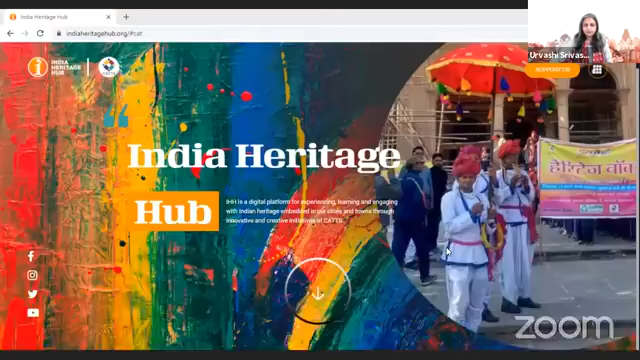 India Heritage Hub
indiaheritagehub.org/#cat
Urvashi Srivas...
INDIA
HERITAGE
HUB
India Heritage
Hub
IHH is a digital platform for experiencing, learning and engaging
with Indian heritage embedded in our cities and towns through
innovative and creative initiatives of CATTS.
हैरिटेज वॉक
zoom